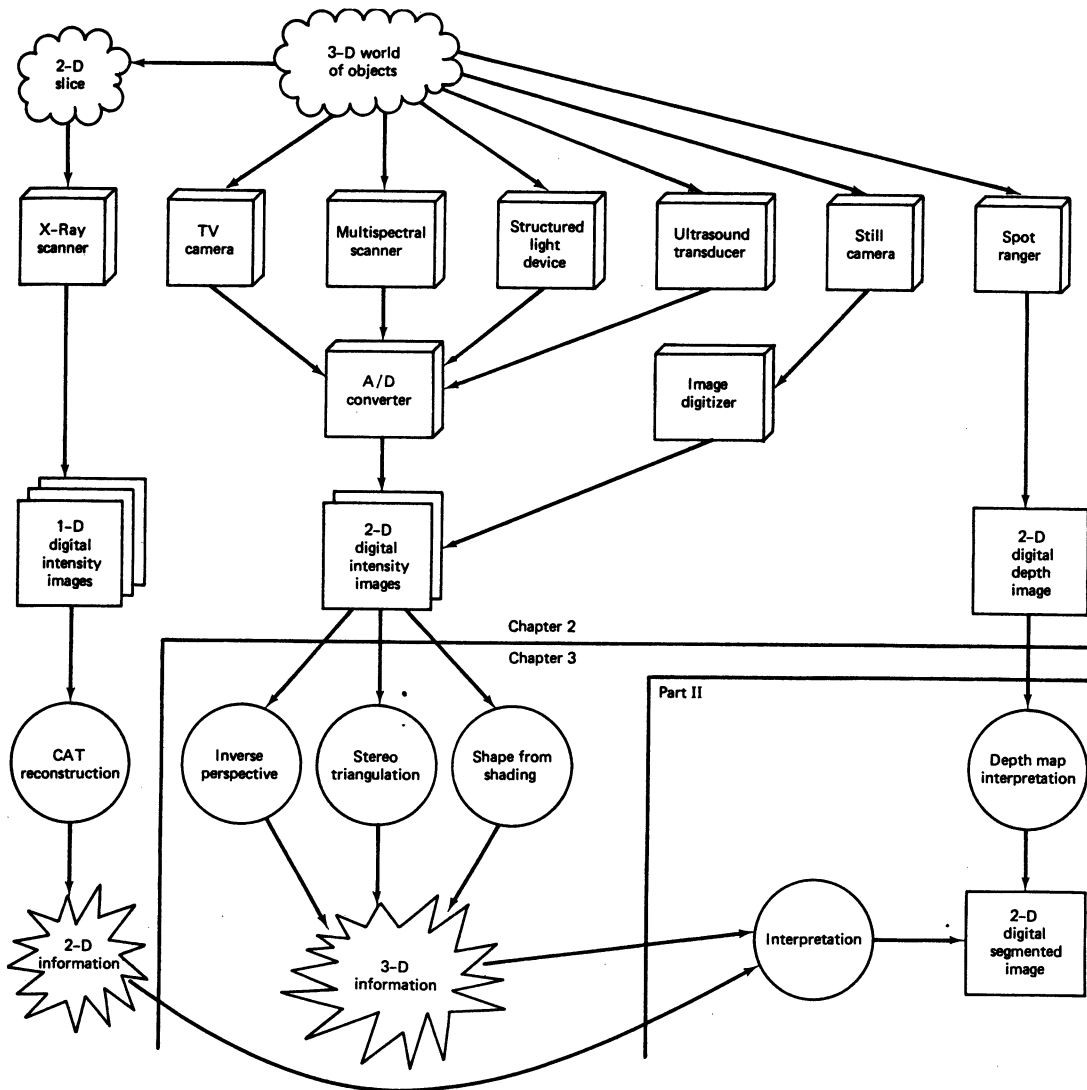 2-D
slice
3-D world
of objects
X-Ray
scanner
TV
camera
Multispectral
scanner
Structured
light
device
Ultrasound
transducer
Still
camera
Spot
ranger
A/D
converter
Image
digitizer
1-D
digital
intensity
images
2-D
digital
intensity
images
2-D
digital
depth
image
Chapter 2
Chapter 3
Part II
CAT
reconstruction
Inverse
perspective
Stereo
triangulation
Shape from
shading
Depth map
interpretation
2-D
information
3-D
information
Interpretation
2-D
digital
segmented
image